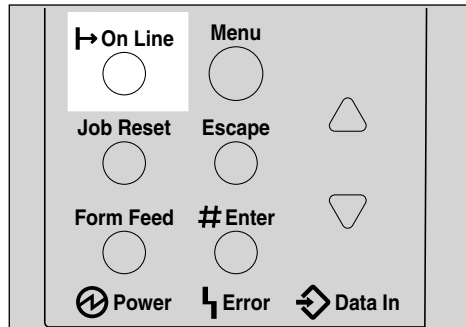 On Line Menu
Job Reset Escape
Form Feed # Enter
Power Error Data In